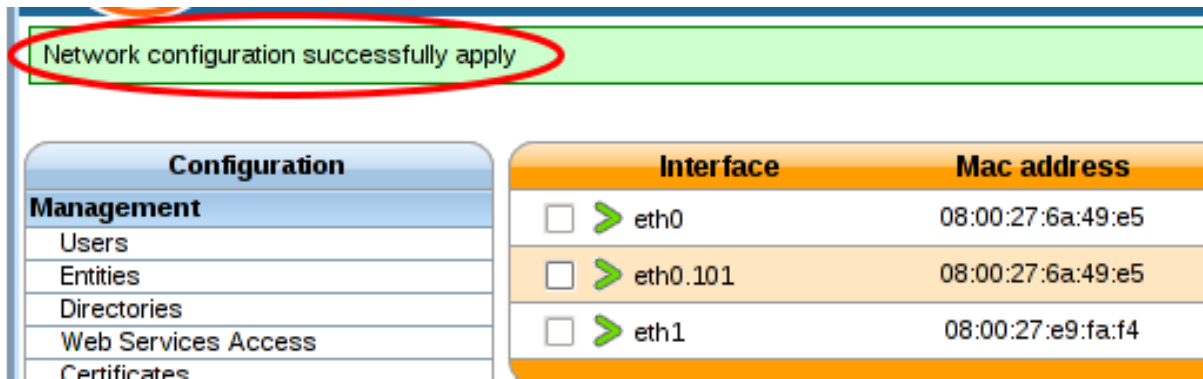 Network configuration successfully apply
Configuration
Management
Users
Entities
Directories
Web Services Access
Certificates
Interface Mac address
eth0 08:00:27:6a:49:e5
eth0.101 08:00:27:6a:49:e5
eth1 08:00:27:e9:fa:f4